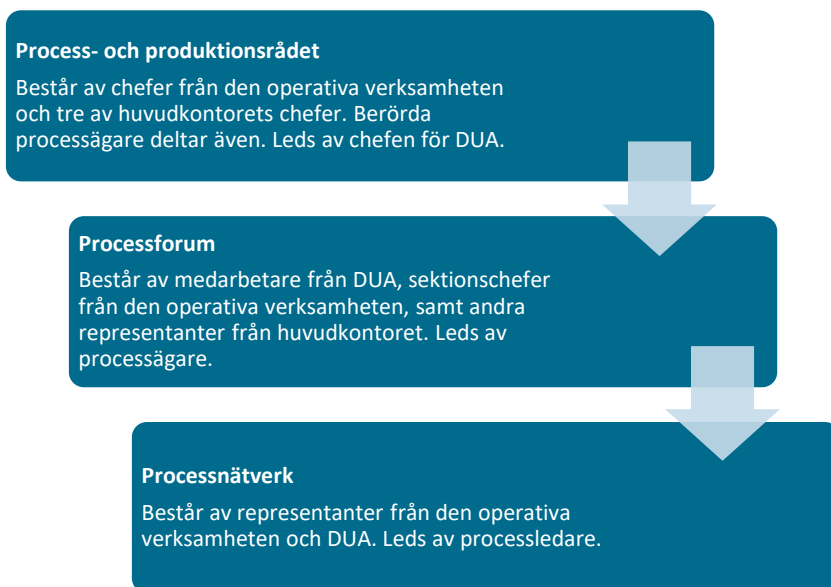 Process- och produktionsrådet
Består av chefer från den operativa verksamheten
och tre av huvudkontorets chefer. Berörda
processägare deltar även. Leds av chefen för DUA.
Processforum
Består av medarbetare från DUA, sektionschefer
från den operativa verksamheten, samt andra
representanter från huvudkontoret. Leds av
processägare.
Processnätverk
Består av representanter från den operativa
verksamheten och DUA. Leds av processledare.